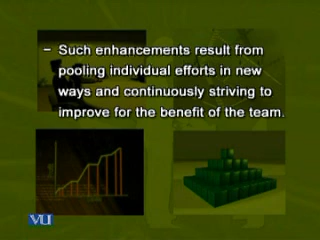 – Such enhancements result from
pooling individual efforts in new
ways and continuously striving to
improve for the benefit of the team.
VU